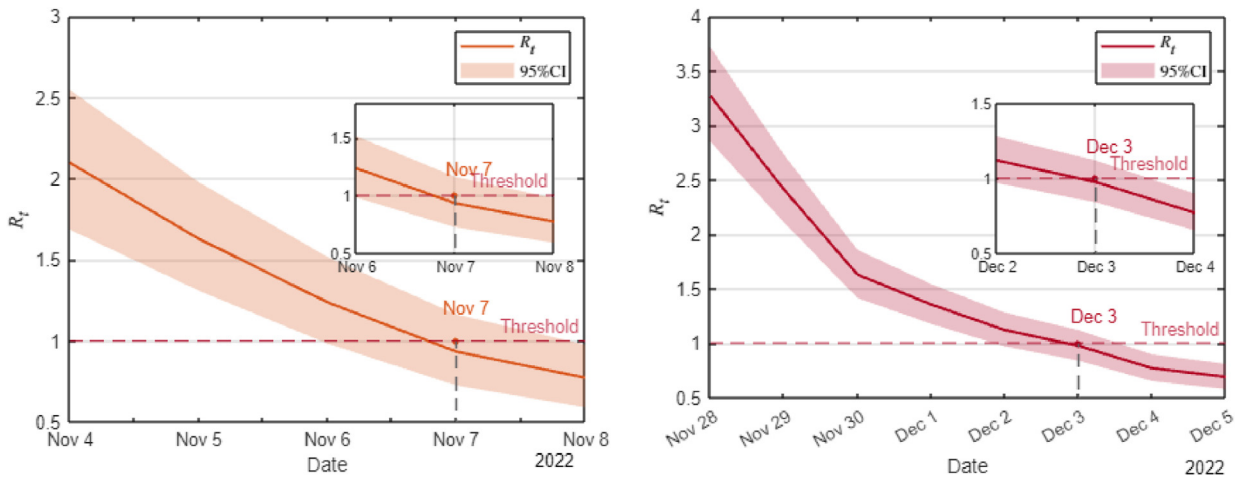 3
2.5
2
1.5
1
0.5
R_t
R_t
95%CI
1.5
1
0.5
Nov 7
Threshold
Nov 6
Nov 7
Nov 8
Nov 7
Threshold
Nov 4
Nov 5
Nov 6
Nov 7
Nov 8
Date
2022
4
3.5
3
2.5
2
1.5
1
0.5
R_t
R_t
95%CI
1.5
1
0.5
Dec 3
Threshold
Dec 2
Dec 3
Dec 4
Dec 3
Threshold
Nov 28
Nov 29
Nov 30
Dec 1
Dec 2
Dec 3
Dec 4
Dec 5
Date
2022